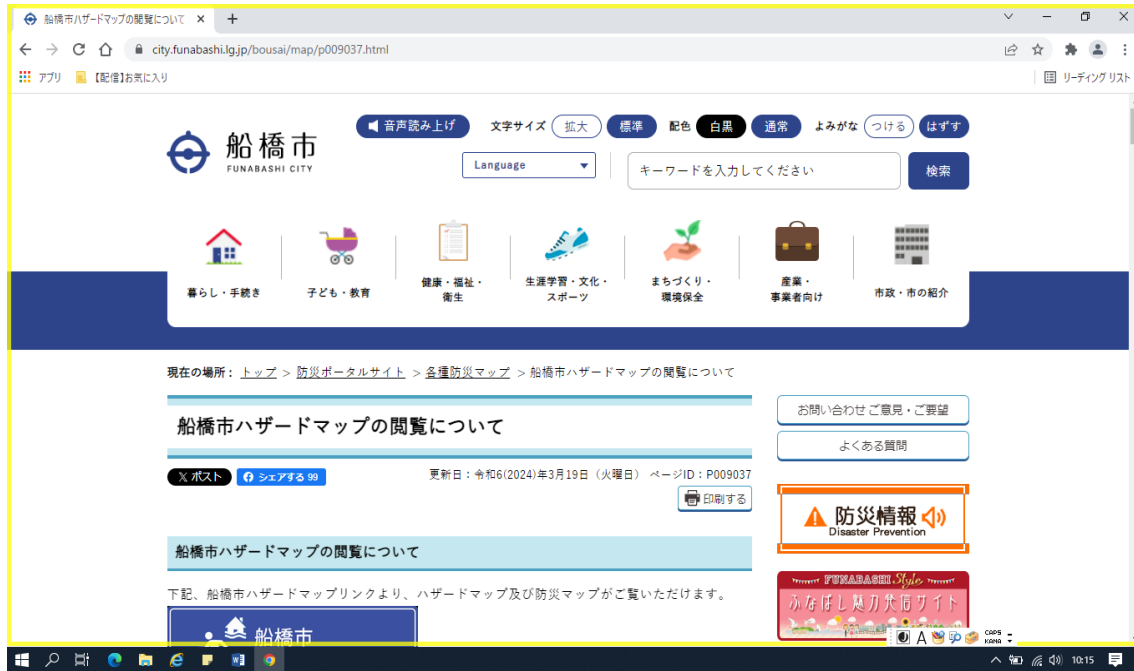 船橋市ハザードマップの閲覧について
city.funabashi.lg.jp/bousai/map/p009037.html
アプリ 【配信】お気に入り リーディング リスト
船橋市
FUNABASHI CITY
音声読み上げ 文字サイズ 拡大 標準 配色 白黒 通常 よみがな つける はずす
Language キーワードを入力してください 検索
暮らし・手続き
子ども・教育
健康・福祉・
衛生
生涯学習・文化・
スポーツ
まちづくり・
環境保全
産業・
事業者向け
市政・市の紹介
現在の場所： トップ > 防災ポータルサイト > 各種防災マップ > 船橋市ハザードマップの閲覧について
船橋市ハザードマップの閲覧について
お問い合わせ ご意見・ご要望
よくある質問
X ポスト シェアする 99
更新日：令和6(2024)年3月19日（火曜日） ページID：P009037
印刷する
防災情報
Disaster Prevention
船橋市ハザードマップの閲覧について
下記、船橋市ハザードマップリンクより、ハザードマップ及び防災マップがご覧いただけます。
船橋市
FUNABASHI Style
ふなばし魅力発信サイト
A CAPS
KANA
10:15